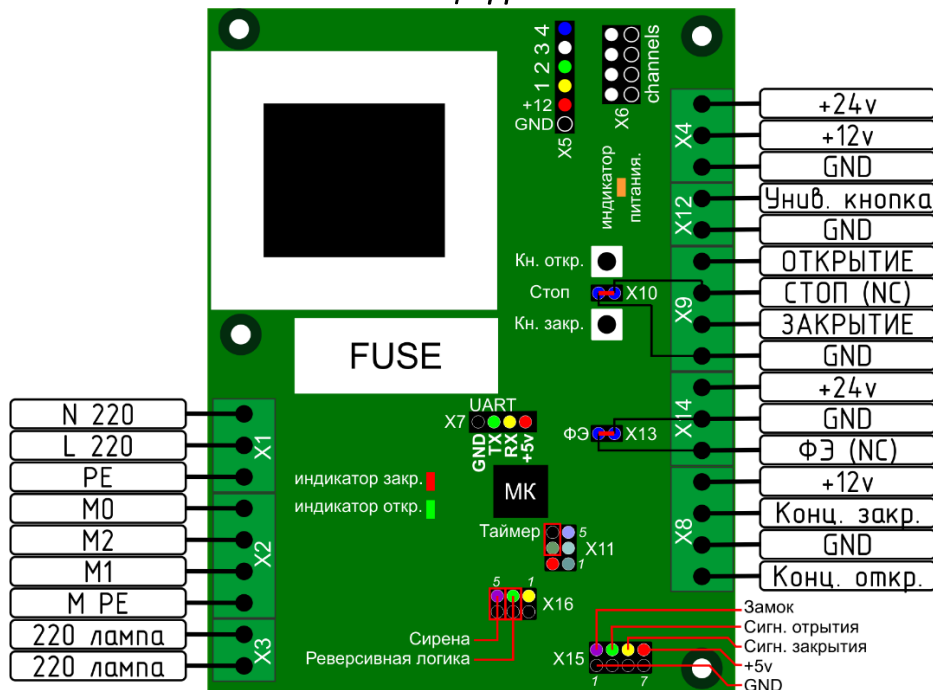 1 2 3 4
+12
GND
X5
X6
channels
индикатор
питания.
Кн. откр.
Стоп
X10
Кн. закр.
FUSE
UART
X7
GND
TX
RX
+5v
ФЭ
X13
индикатор закр.
индикатор откр.
МК
Таймер
5
X11
1
5
1
X16
Сирена
Реверсивная логика
X15
1
7
Замок
Сигн. отрытия
Сигн. закрытия
+5v
GND
N 220
L 220
PE
X1
M0
M2
M1
M PE
X2
220 лампа
220 лампа
X3
+24v
+12v
GND
X4
Унив. кнопка
GND
X12
ОТКРЫТИЕ
СТОП (NC)
ЗАКРЫТИЕ
GND
X9
+24v
GND
ФЭ (NC)
X14
+12v
Конц. закр.
GND
Конц. откр.
X8